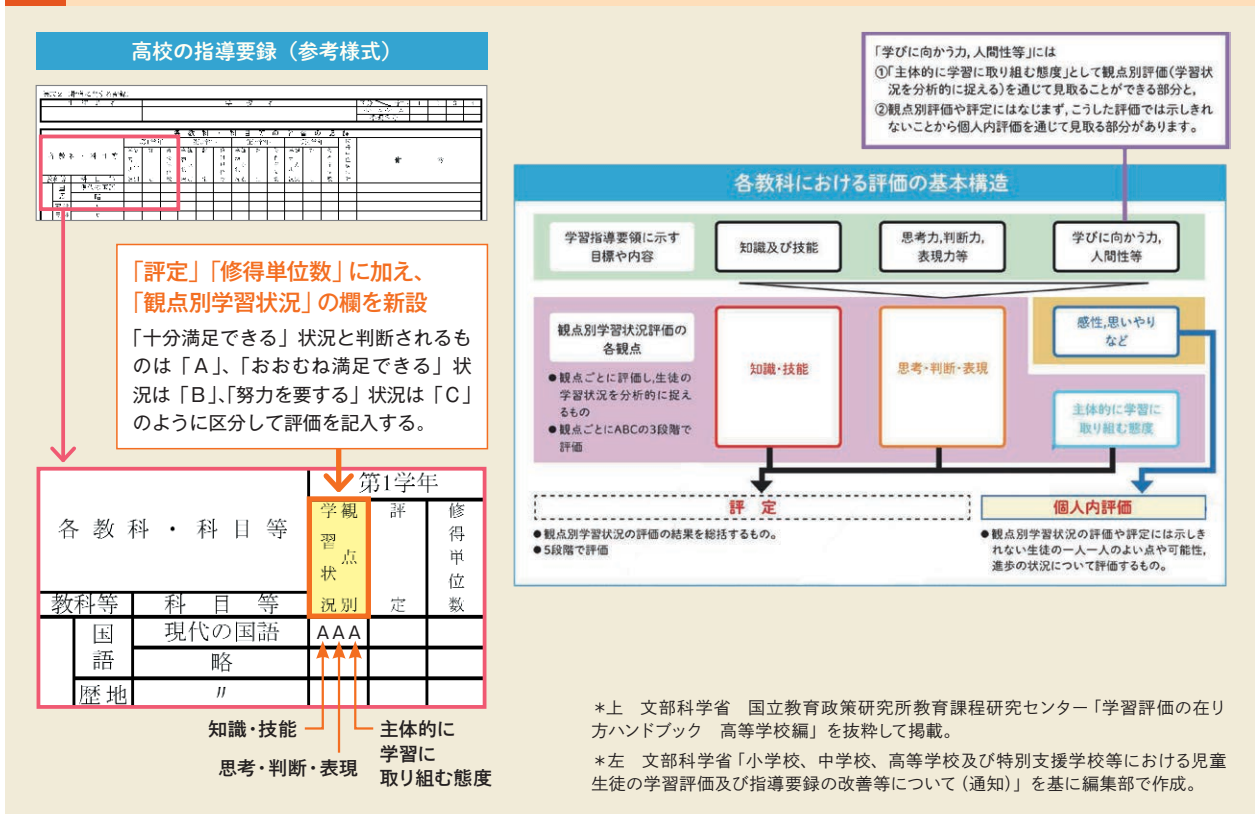 高校の指導要録（参考様式）
「評定」「修得単位数」に加え、
「観点別学習状況」の欄を新設
「十分満足できる」状況と判断されるも
のは「A」、「おおむね満足できる」状
況は「B」、「努力を要する」状況は「C」
のように区分して評価を記入する。
第1学年
各教科・科目等
観点別学習状況
評定
修得単位数
教科等
科目等
国語
現代の国語
AAA
略
歴地
〃
知識・技能
思考・判断・表現
主体的に
学習に
取り組む態度
「学びに向かう力,人間性等」には
①「主体的に学習に取り組む態度」として観点別評価(学習状
況を分析的に捉える)を通じて見取ることができる部分と,
②観点別評価や評定にはなじまず,こうした評価では示しきれ
ないことから個人内評価を通じて見取る部分があります。
各教科における評価の基本構造
学習指導要領に示す
目標や内容
知識及び技能
思考力,判断力,
表現力等
学びに向かう力,
人間性等
観点別学習状況評価の
各観点
●観点ごとに評価し,生徒の
学習状況を分析的に捉え
るもの
●観点ごとにABCの3段階で
評価
知識・技能
思考・判断・表現
感性,思いやり
など
主体的に学習に
取り組む態度
評定
●観点別学習状況の評価の結果を総括するもの。
●5段階で評価
個人内評価
●観点別学習状況の評価や評定には示しき
れない生徒の一人一人のよい点や可能性,
進歩の状況について評価するもの。
＊上　文部科学省　国立教育政策研究所教育課程研究センター「学習評価の在り
方ハンドブック　高等学校編」を抜粋して掲載。
＊左　文部科学省「小学校、中学校、高等学校及び特別支援学校等における児童
生徒の学習評価及び指導要録の改善等について（通知）」を基に編集部で作成。